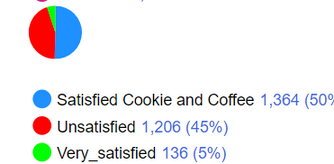 Satisfied Cookie and Coffee 1,364 (50%
Unsatisfied 1,206 (45%)
Very_satisfied 136 (5%)